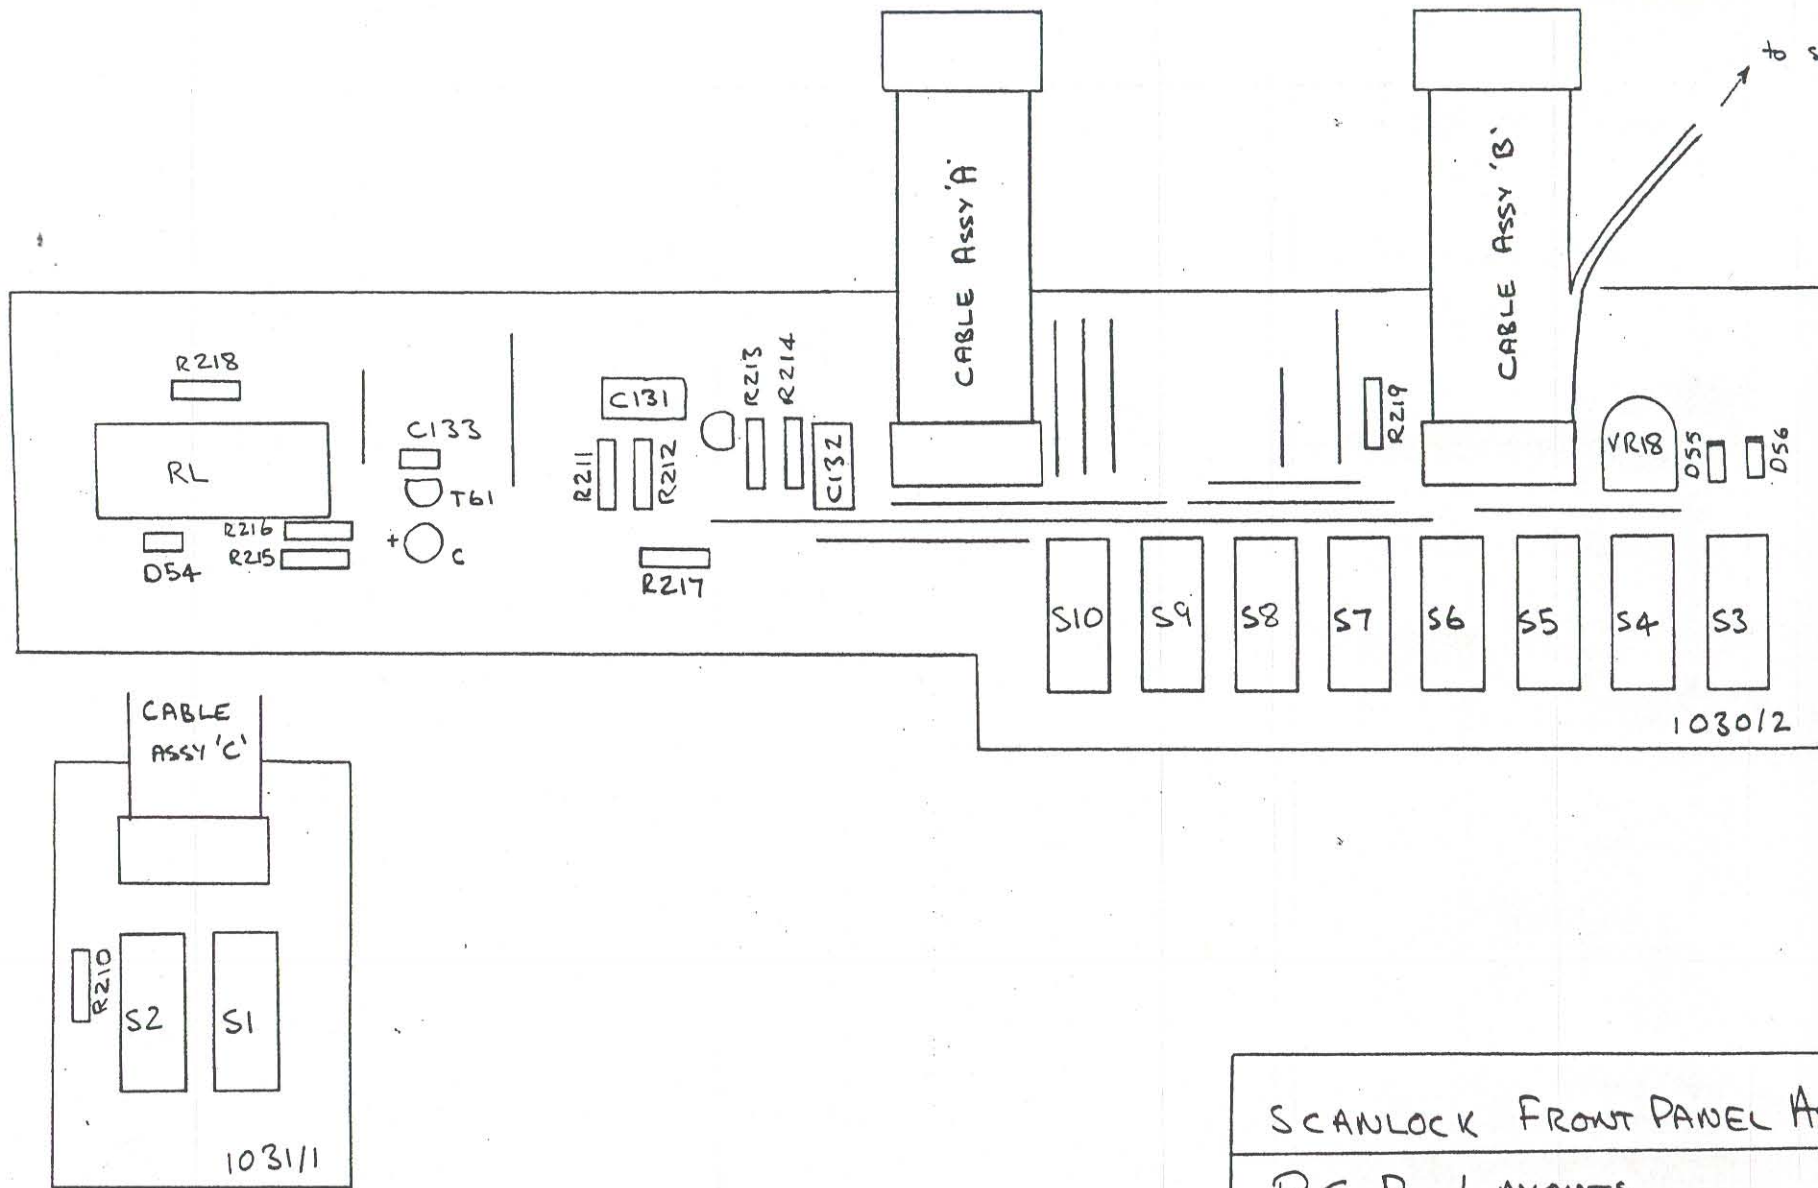 to
CABLE ASSY 'A'
CABLE ASSY 'B'
R218
RL
D54
R216
R215
C133
T61
+
C
C131
R211
R212
R213
R214
C132
R217
R219
VR18
D55
D56
S10
S9
S8
S7
S6
S5
S4
S3
1030/2
CABLE
ASSY 'C'
R210
S2
S1
1031/1
SCANLOCK FRONT PANEL
P.C.B. LAYOUTS